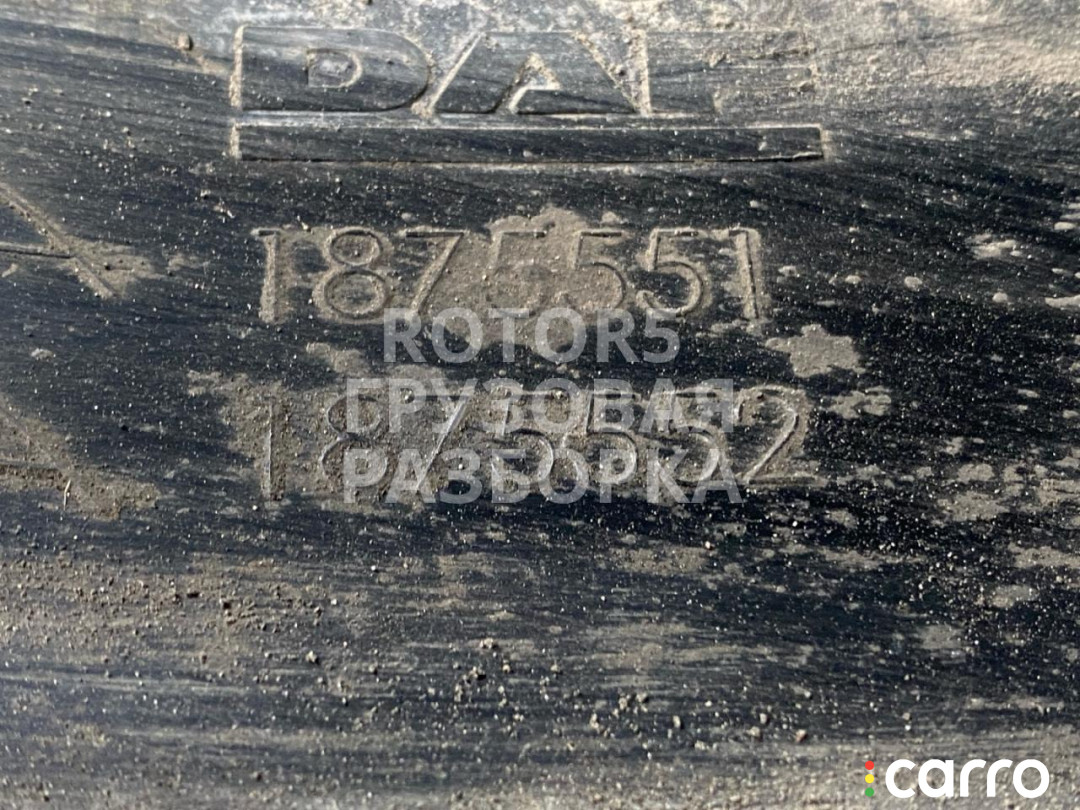 DAF
1875551
ROTOR5
ГРУЗОВАЯ
1875552
РАЗБОРКА
carro